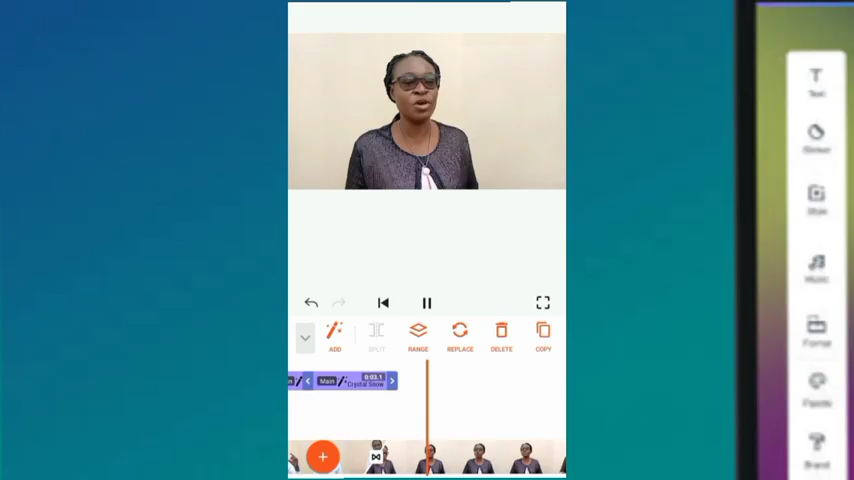 ADD
SPLIT
RANGE
REPLACE
DELETE
COPY
Main
0:03.1
Crystal Snow
Text
Sticker
Style
Music
Format
Brand